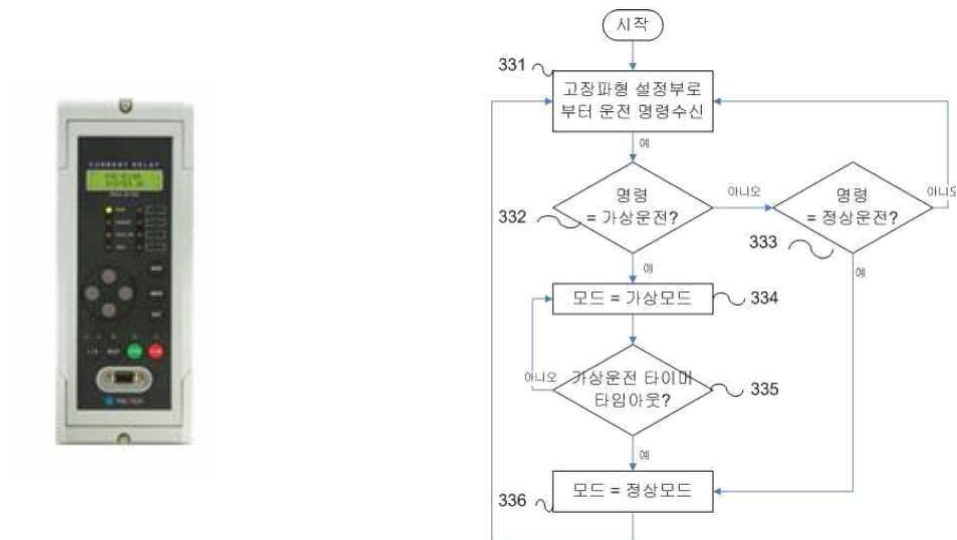 CURRENT RELAY
시작
331
고장파형 설정부로
부터 운전 명령수신
예
명령
= 가상운전?
332
아니오
명령
= 정상운전?
333
아니오
예
예
모드 = 가상모드
334
아니오
가상운전 타이머
타임아웃?
335
예
모드 = 정상모드
336